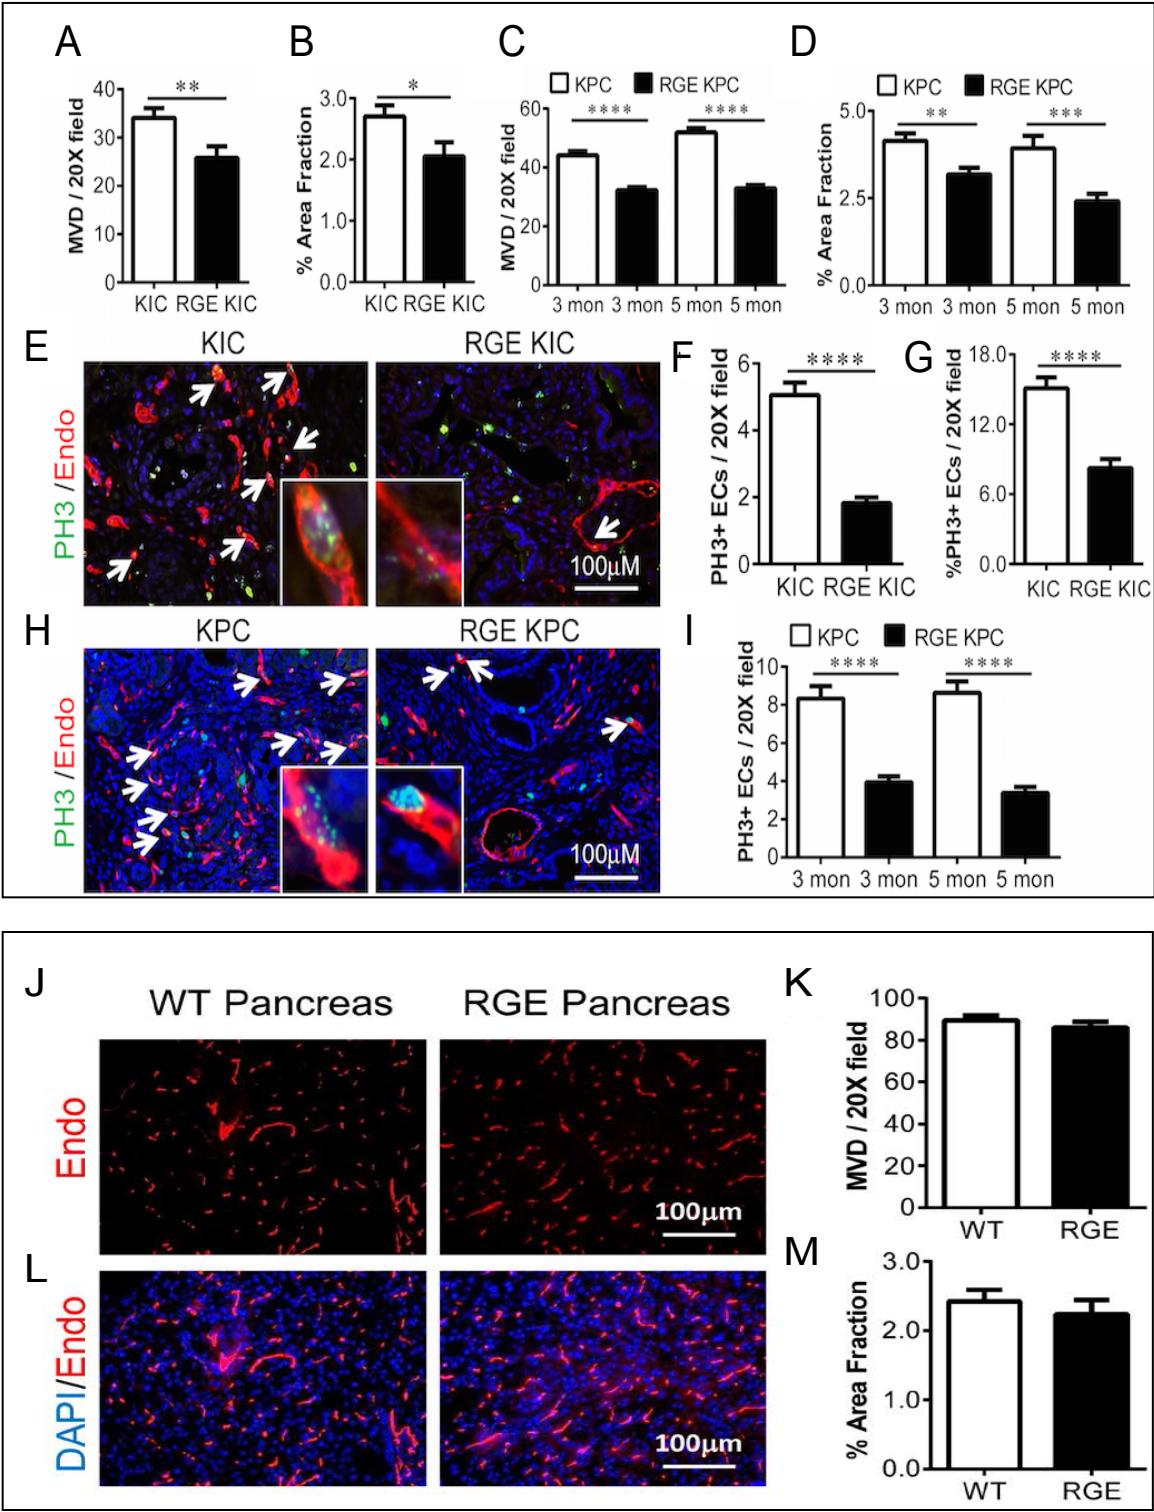 A
MVD / 20X field
40
30
20
10
0
**
KIC RGE KIC
B
% Area Fraction
3.0
2.0
1.0
0.0
*
KIC RGE KIC
C
KPC RGE KPC
MVD / 20X field
60
40
20
0
**** ****
3 mon 3 mon 5 mon 5 mon
D
KPC RGE KPC
% Area Fraction
5.0
2.5
0.0
** ***
3 mon 3 mon 5 mon 5 mon
E
KIC RGE KIC
PH3/Endo
100µM
F
PH3+ ECs / 20X field
6
4
2
0
****
KIC RGE KIC
G
%PH3+ ECs / 20X field
18.0
12.0
6.0
0.0
****
KIC RGE KIC
H
KPC RGE KPC
PH3/Endo
100µM
I
KPC RGE KPC
PH3+ ECs / 20X field
10
8
6
4
2
0
**** ****
3 mon 3 mon 5 mon 5 mon
J
WT Pancreas RGE Pancreas
Endo
100µm
K
MVD / 20X field
100
80
60
40
20
0
WT RGE
L
DAPI/Endo
100µm
M
% Area Fraction
3.0
2.0
1.0
0.0
WT RGE